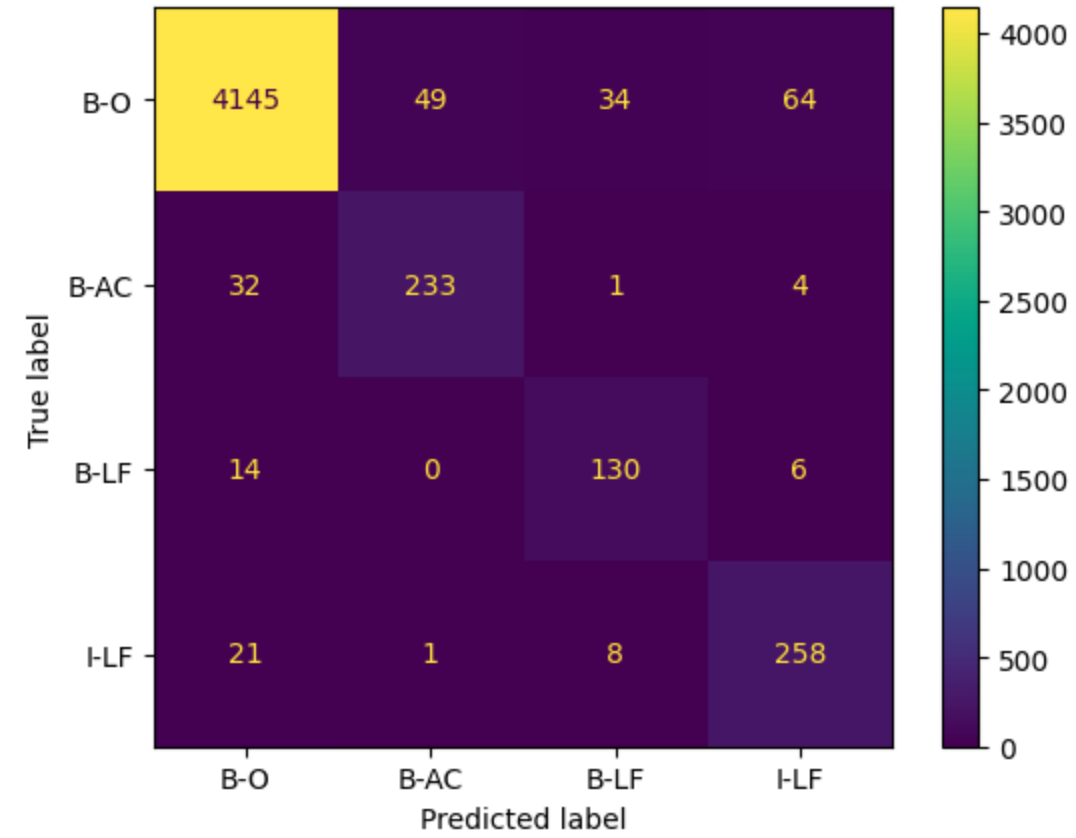 B-O 4145 49 34 64
B-AC 32 233 1 4
B-LF 14 0 130 6
I-LF 21 1 8 258
B-O B-AC B-LF I-LF
Predicted label
True label
4000
3500
3000
2500
2000
1500
1000
500
0